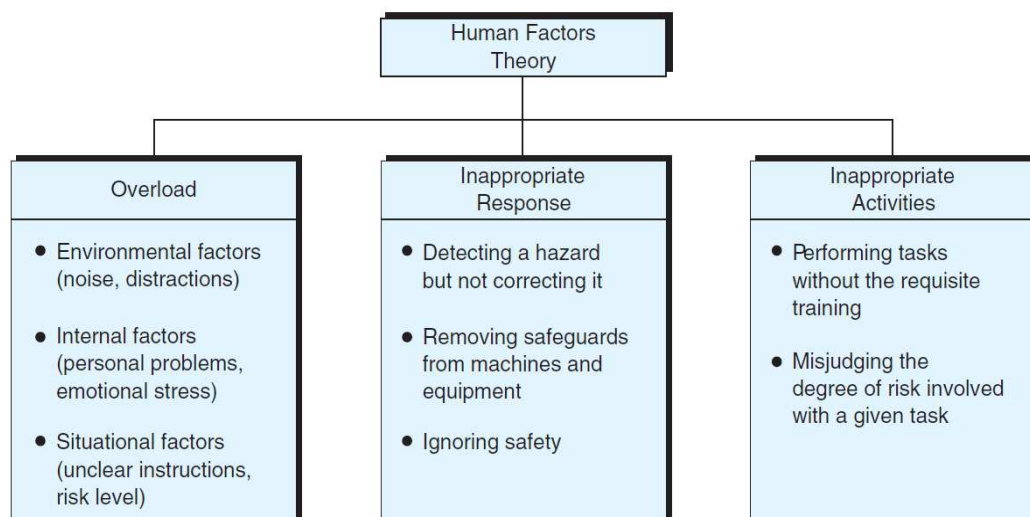 Human Factors
Theory
Overload
● Environmental factors
(noise, distractions)
● Internal factors
(personal problems,
emotional stress)
● Situational factors
(unclear instructions,
risk level)
Inappropriate
Response
● Detecting a hazard
but not correcting it
● Removing safeguards
from machines and
equipment
● Ignoring safety
Inappropriate
Activities
● Performing tasks
without the requisite
training
● Misjudging the
degree of risk involved
with a given task